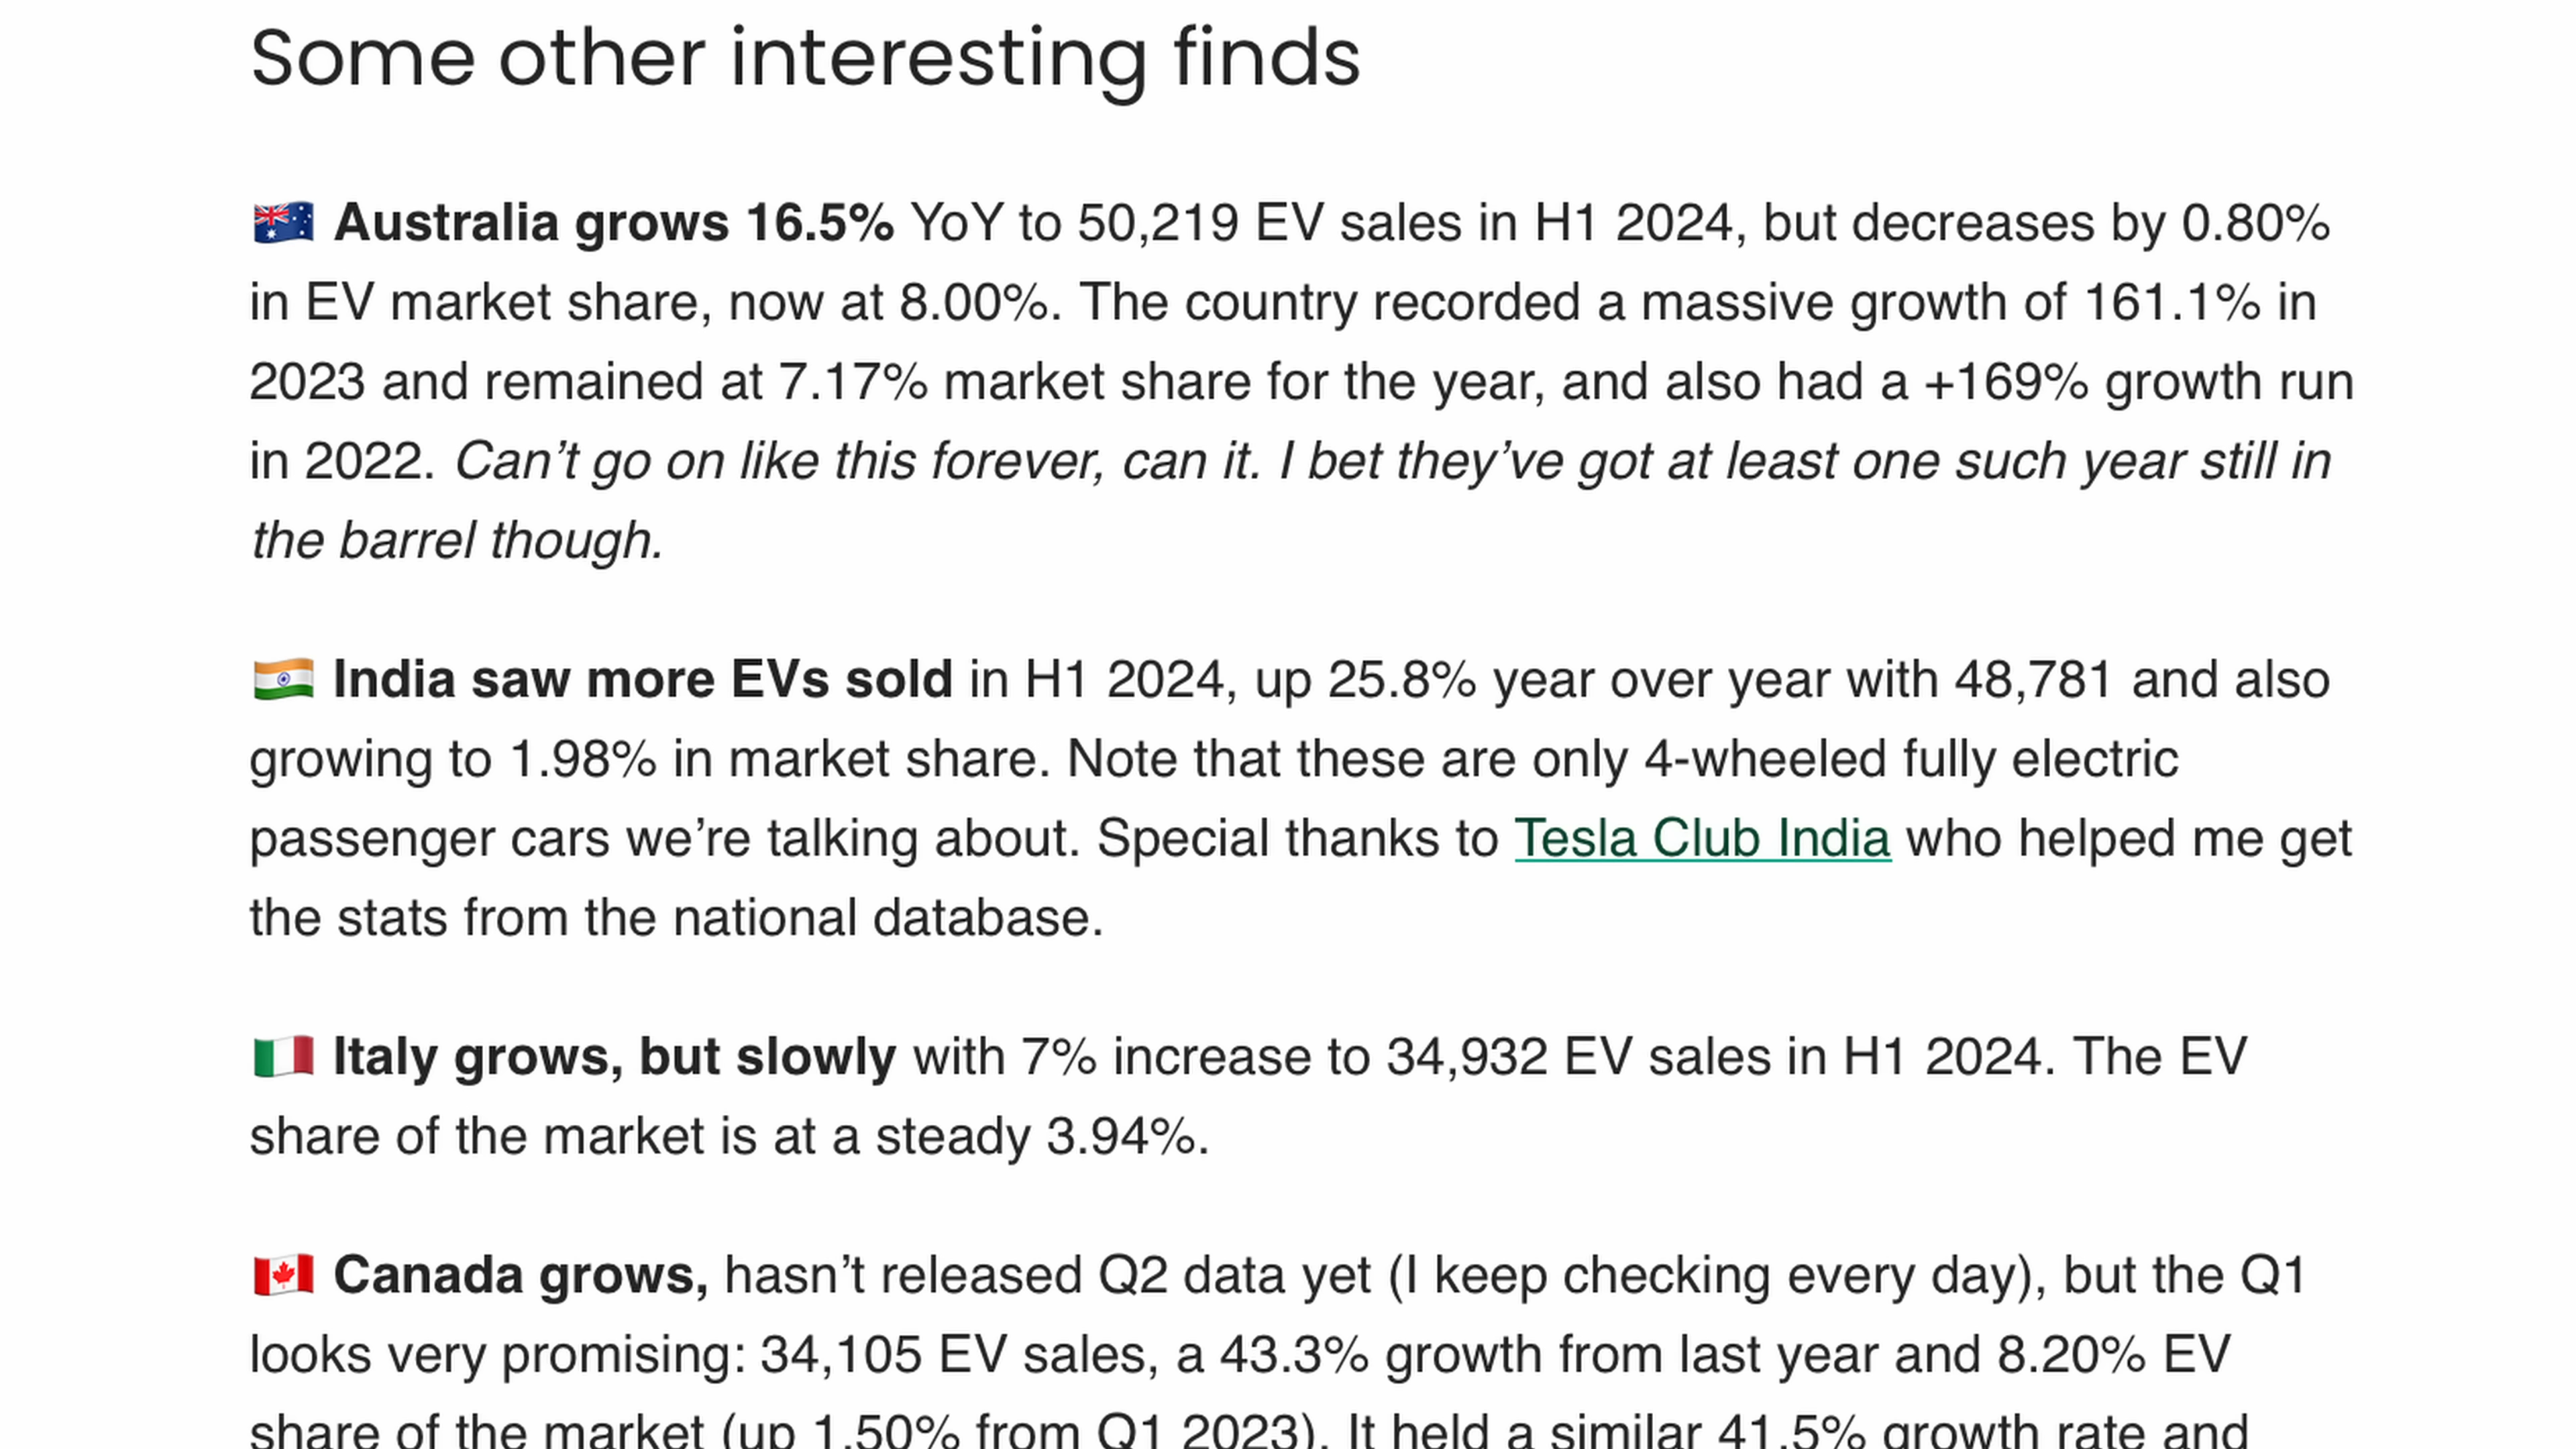 Some other interesting finds
🇦🇺 Australia grows 16.5% YoY to 50,219 EV sales in H1 2024, but decreases by 0.80%
in EV market share, now at 8.00%. The country recorded a massive growth of 161.1% in
2023 and remained at 7.17% market share for the year, and also had a +169% growth run
in 2022. Can’t go on like this forever, can it. I bet they’ve got at least one such year still in
the barrel though.
🇮🇳 India saw more EVs sold in H1 2024, up 25.8% year over year with 48,781 and also
growing to 1.98% in market share. Note that these are only 4-wheeled fully electric
passenger cars we’re talking about. Special thanks to Tesla Club India who helped me get
the stats from the national database.
🇮🇹 Italy grows, but slowly with 7% increase to 34,932 EV sales in H1 2024. The EV
share of the market is at a steady 3.94%.
🇨🇦 Canada grows, hasn’t released Q2 data yet (I keep checking every day), but the Q1
looks very promising: 34,105 EV sales, a 43.3% growth from last year and 8.20% EV
share of the market (up 1.50% from Q1 2023). It held a similar 41.5% growth rate and